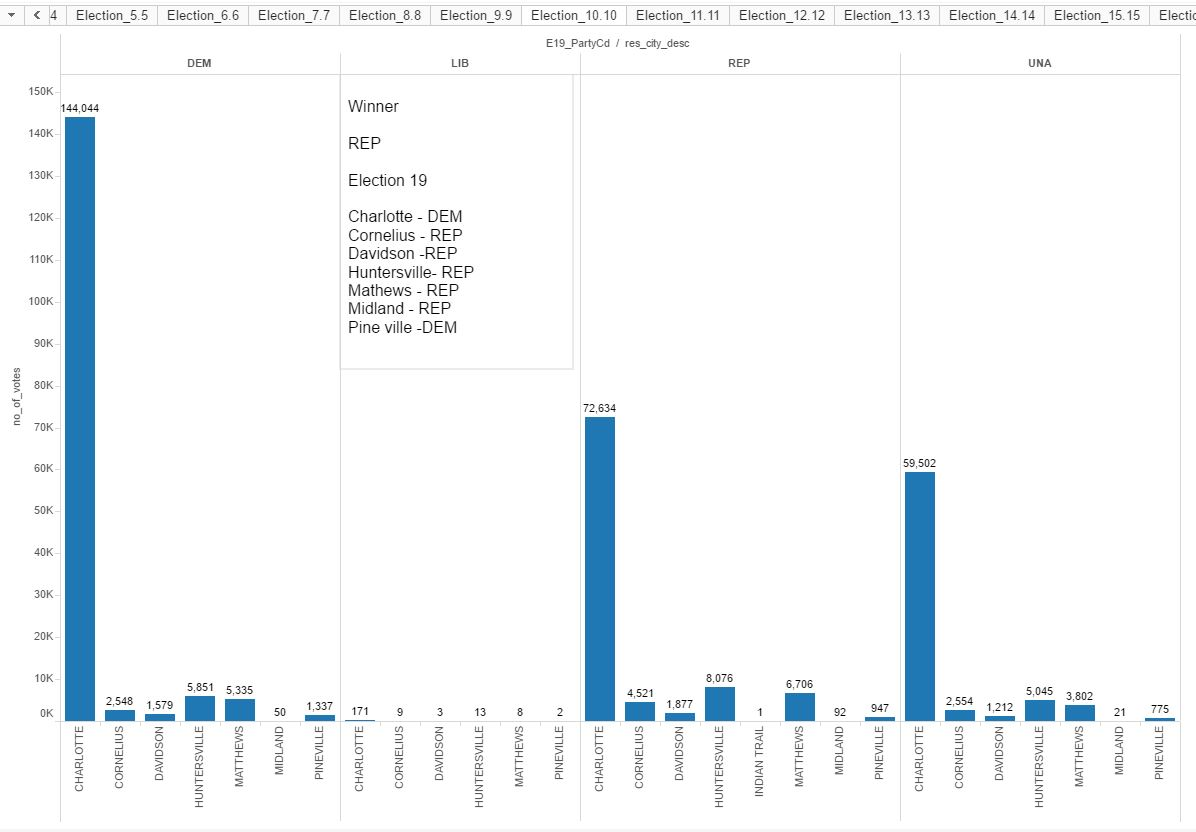 4 Election_5.5 Election_6.6 Election_7.7 Election_8.8 Election_9.9 Election_10.10 Election_11.11 Election_12.12 Election_13.13 Election_14.14 Election_15.15 Electio
E19_PartyCd / res_city_desc
DEM LIB REP UNA
Winner
REP
Election 19
Charlotte - DEM
Cornelius - REP
Davidson -REP
Huntersville- REP
Mathews - REP
Midland - REP
Pine ville -DEM
no_of_votes
150K
140K
130K
120K
110K
100K
90K
80K
70K
60K
50K
40K
30K
20K
10K
0K
144,044 2,548 1,579 5,851 5,335 50 1,337
171 9 3 13 8 2
72,634 4,521 1,877 8,076 1 6,706 92 947
59,502 2,554 1,212 5,045 3,802 21 775
CHARLOTTE CORNELIUS DAVIDSON HUNTERSVILLE MATTHEWS MIDLAND PINEVILLE
CHARLOTTE CORNELIUS DAVIDSON HUNTERSVILLE MATTHEWS PINEVILLE
CHARLOTTE CORNELIUS DAVIDSON HUNTERSVILLE INDIAN TRAIL MATTHEWS MIDLAND PINEVILLE
CHARLOTTE CORNELIUS DAVIDSON HUNTERSVILLE MATTHEWS MIDLAND PINEVILLE